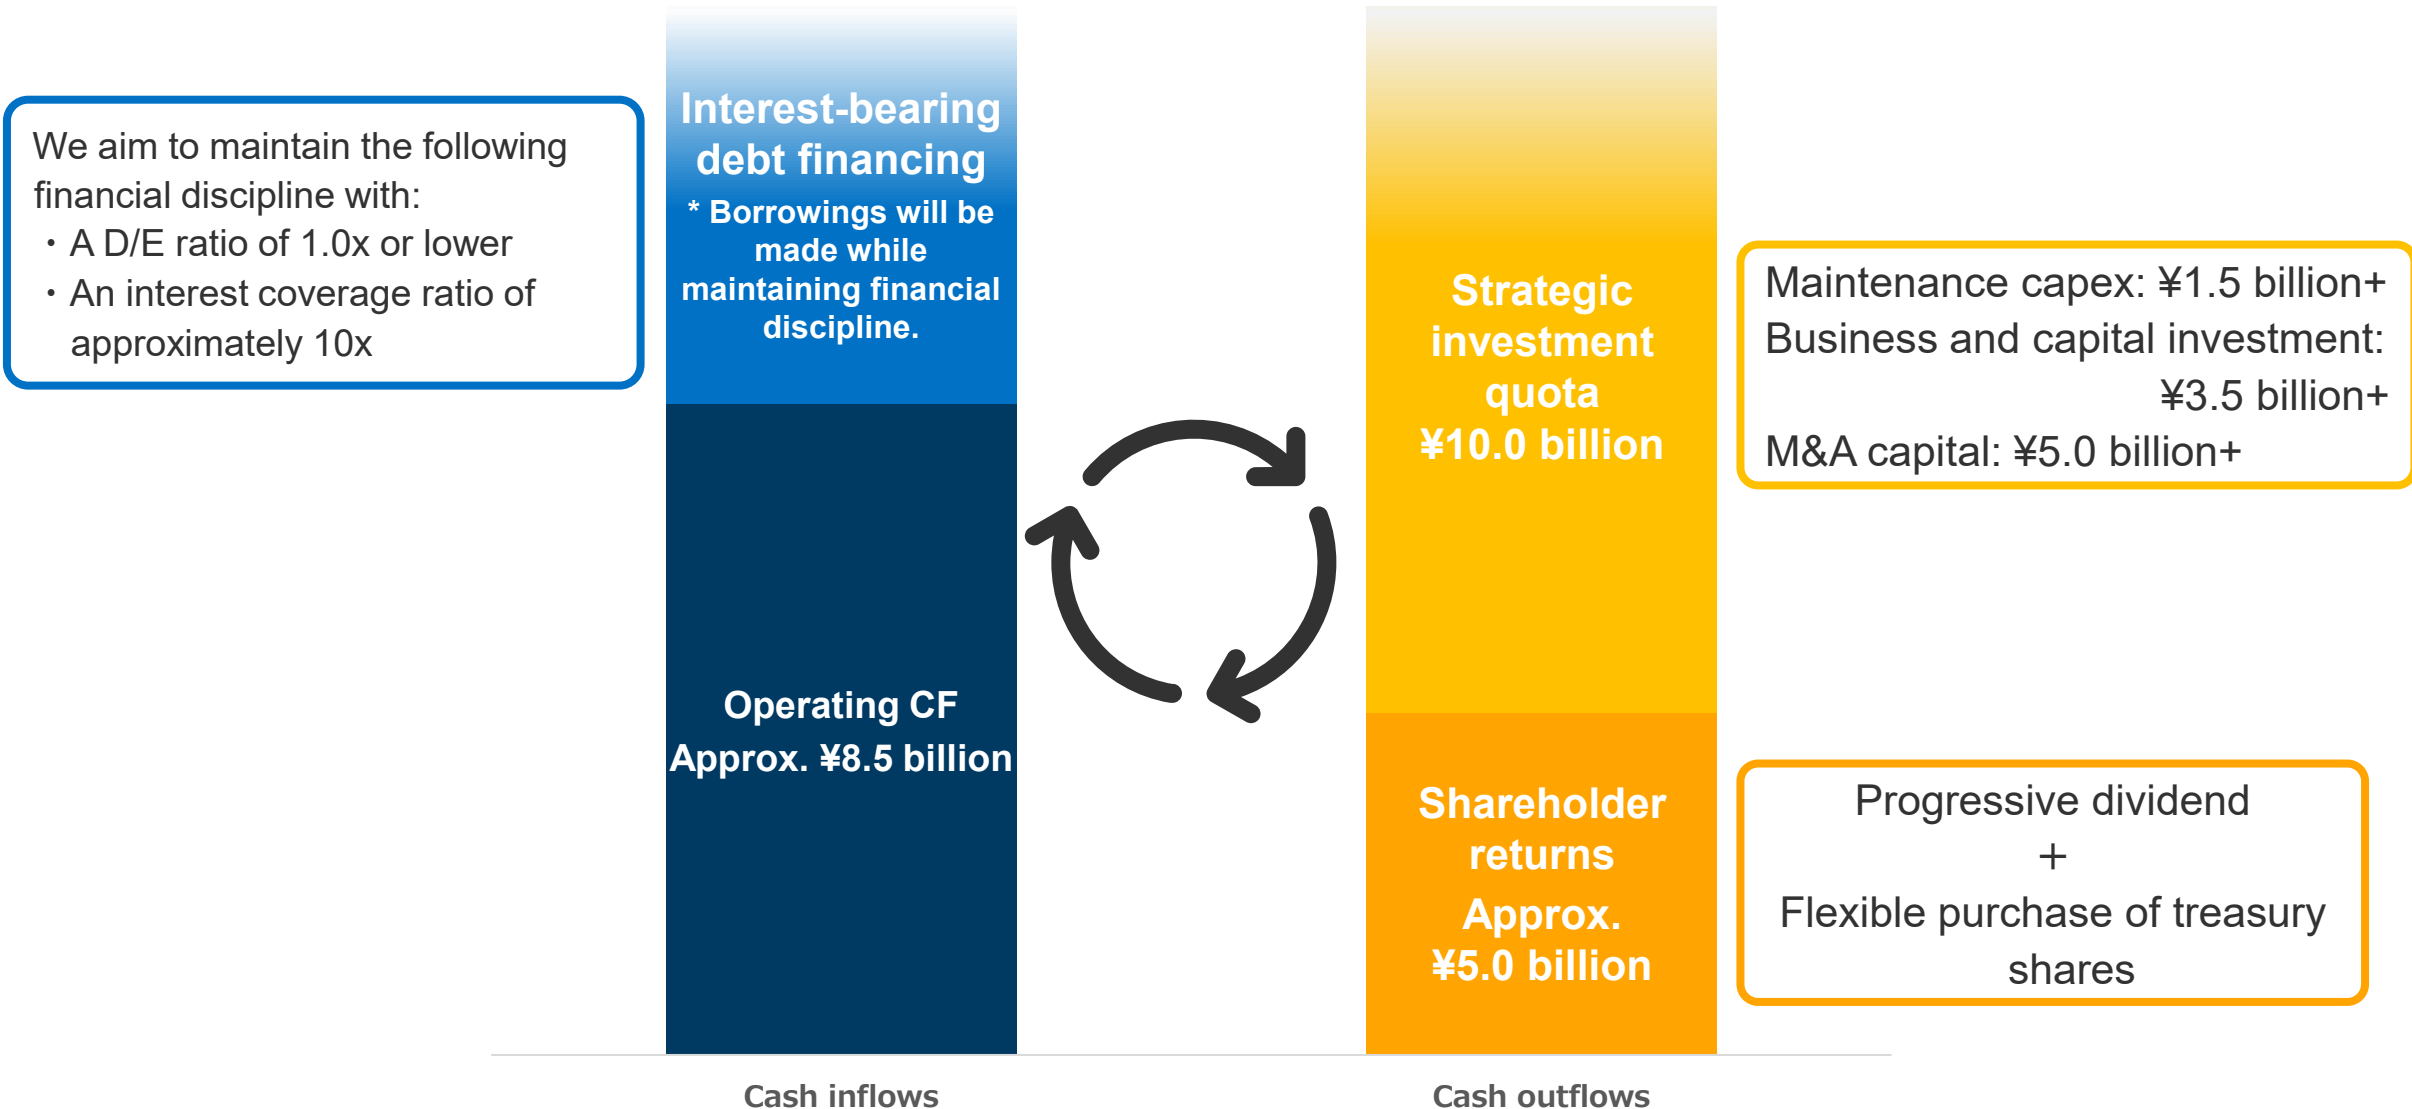 We aim to maintain the following
financial discipline with:
・A D/E ratio of 1.0x or lower
・An interest coverage ratio of
approximately 10x
Interest-bearing
debt financing
* Borrowings will be
made while
maintaining financial
discipline.
Operating CF
Approx. ¥8.5 billion
Cash inflows
Strategic
investment
quota
¥10.0 billion
Maintenance capex: ¥1.5 billion+
Business and capital investment:
¥3.5 billion+
M&A capital: ¥5.0 billion+
Shareholder
returns
Approx.
¥5.0 billion
Progressive dividend
+
Flexible purchase of treasury
shares
Cash outflows